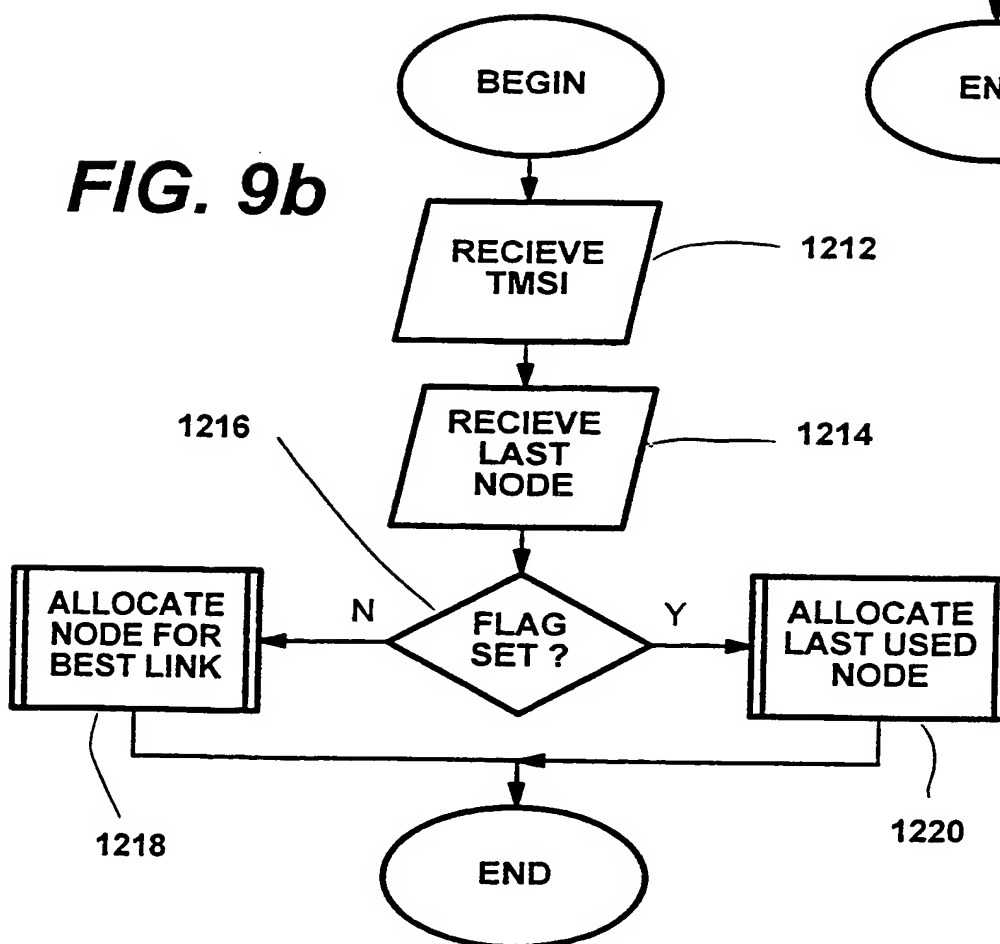 BEGIN
EN
FIG. 9b
RECIEVE
TMSI
1212
RECIEVE
LAST
NODE
1214
1216
ALLOCATE
NODE FOR
BEST LINK
N
FLAG
SET ?
Y
ALLOCATE
LAST USED
NODE
1218
1220
END